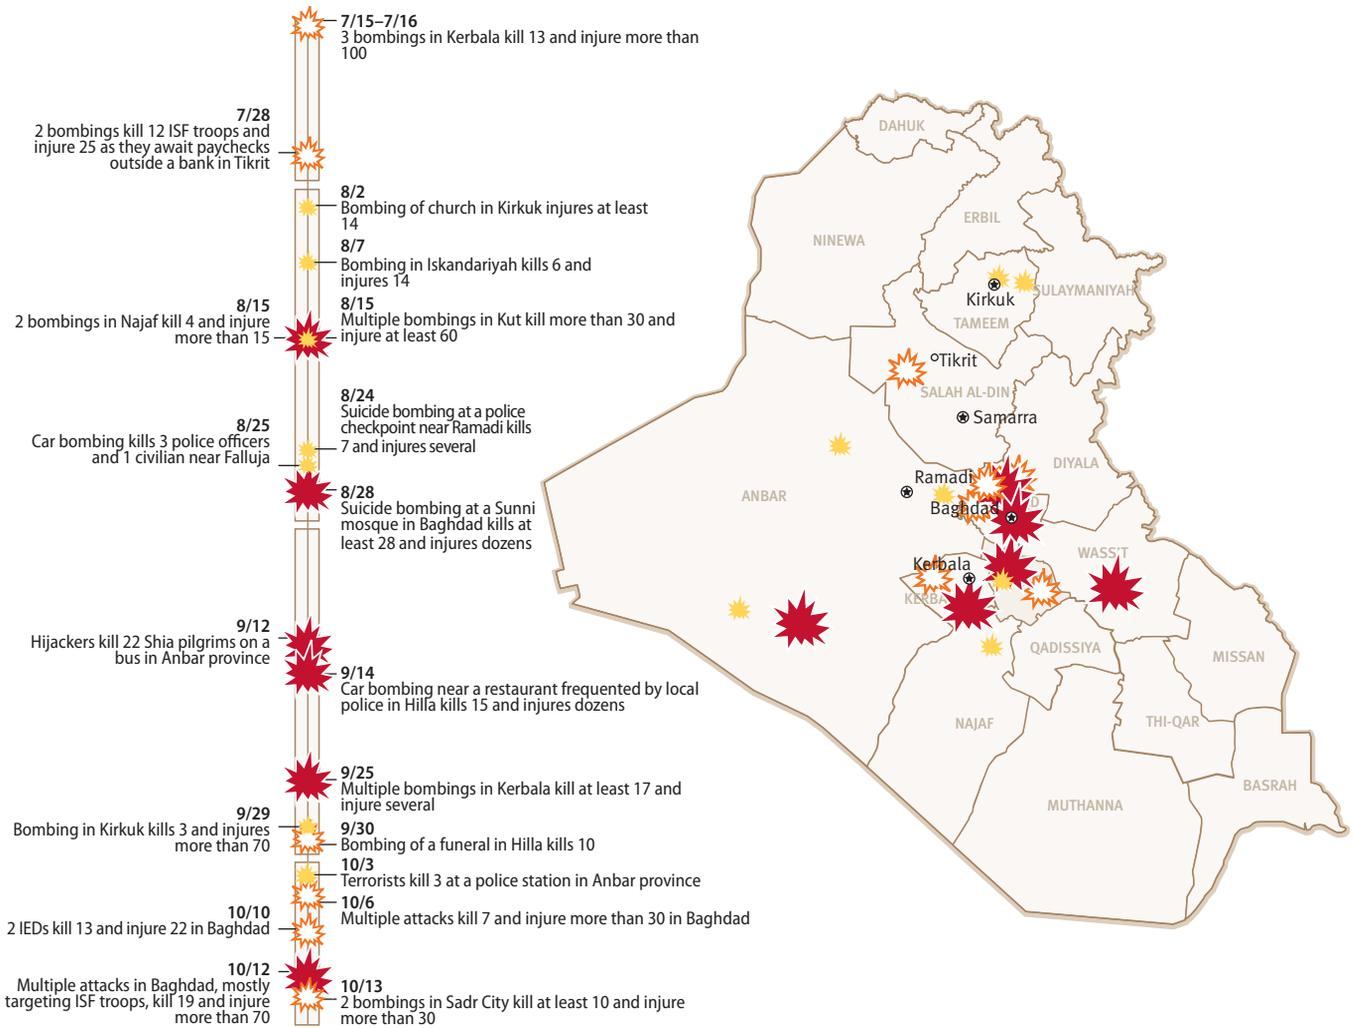 7/15–7/16
3 bombings in Kerbala kill 13 and injure more than
100
7/28
2 bombings kill 12 ISF troops and
injure 25 as they await paychecks
outside a bank in Tikrit
8/2
Bombing of church in Kirkuk injures at least
14
8/7
Bombing in Iskandariyah kills 6 and
injures 14
8/15
2 bombings in Najaf kill 4 and injure
more than 15
8/15
Multiple bombings in Kut kill more than 30 and
injure at least 60
8/24
Suicide bombing at a police
checkpoint near Ramadi kills
7 and injures several
8/25
Car bombing kills 3 police officers
and 1 civilian near Falluja
8/28
Suicide bombing at a Sunni
mosque in Baghdad kills at
least 28 and injures dozens
9/12
Hijackers kill 22 Shia pilgrims on a
bus in Anbar province
9/14
Car bombing near a restaurant frequented by local
police in Hilla kills 15 and injures dozens
9/25
Multiple bombings in Kerbala kill at least 17 and
injure several
9/29
Bombing in Kirkuk kills 3 and injures
more than 70
9/30
Bombing of a funeral in Hilla kills 10
10/3
Terrorists kill 3 at a police station in Anbar province
10/6
Multiple attacks kill 7 and injure more than 30 in Baghdad
10/10
2 IEDs kill 13 and injure 22 in Baghdad
10/12
Multiple attacks in Baghdad, mostly
targeting ISF troops, kill 19 and injure
more than 70
10/13
2 bombings in Sadr City kill at least 10 and injure
more than 30
DAHUK
ERBIL
NINEWA
SULAYMANIYAH
Kirkuk
TAMEEM
Tikrit
SALAH AL-DIN
Samarra
DIYALA
Ramadi
ANBAR
Baghdad
WASS'T
Kerbala
QADISSIYA
MISSAN
NAJAF
THI-QAR
BASRAH
MUTHANNA